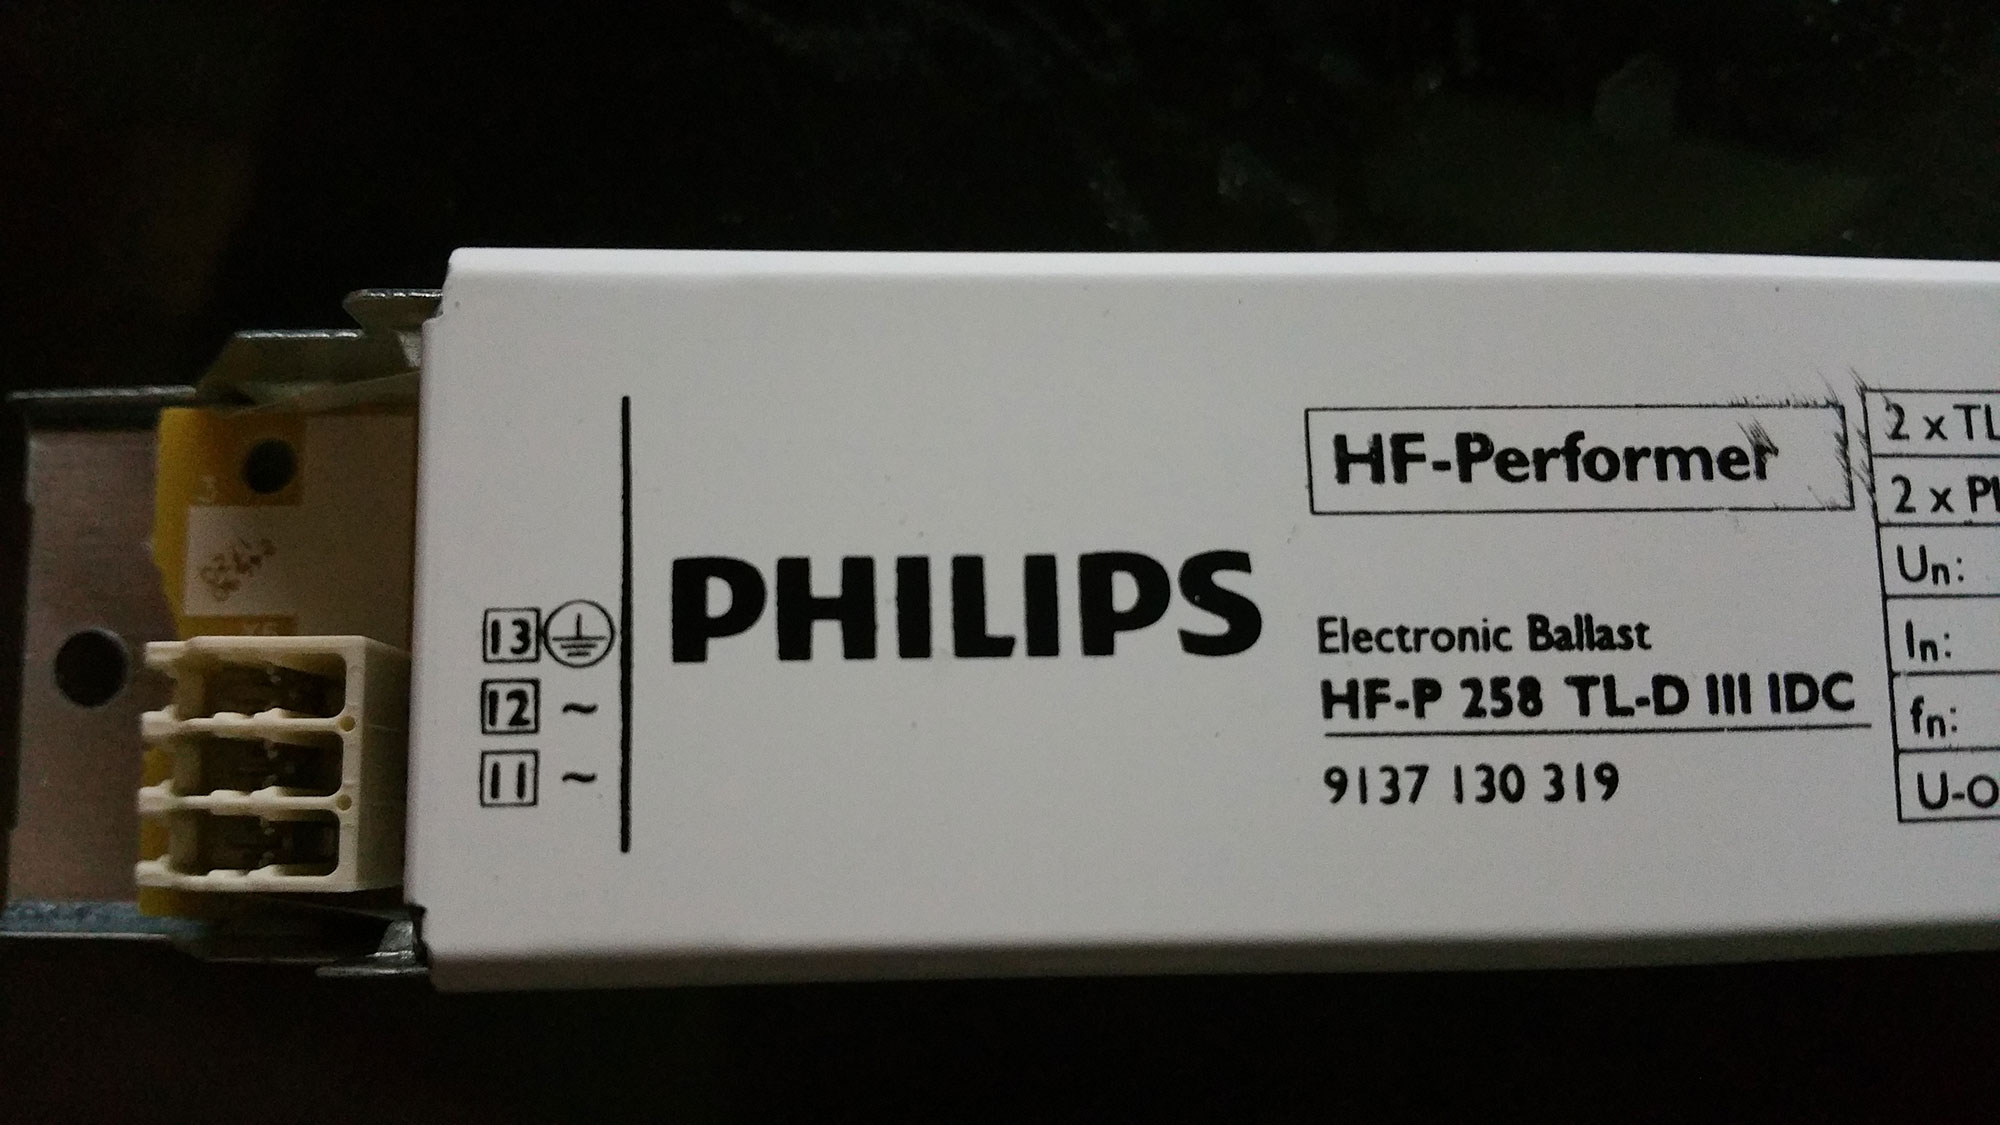 13
12 ~
11 ~
PHILIPS
HF-Performer
Electronic Ballast
HF-P 258 TL-D III IDC
9137 130 319
2 x TL
2 x PL
Un:
In:
fn:
U-O